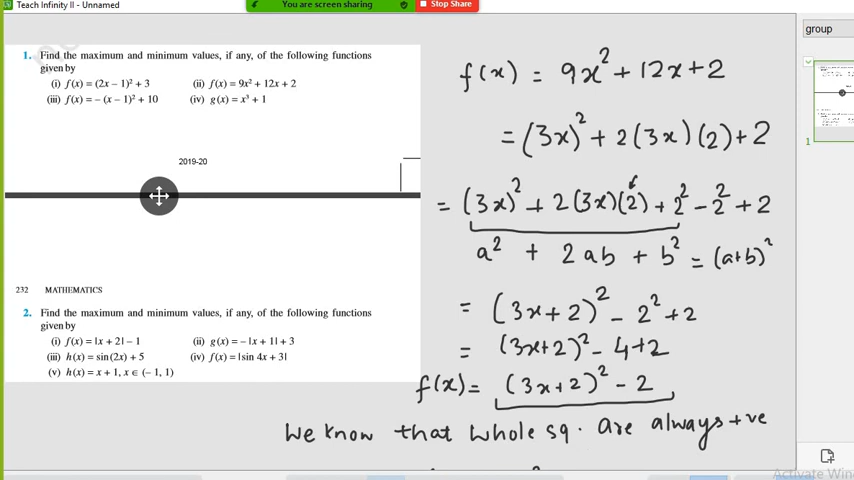 Teach Infinity II - Unnamed
You are screen sharing
Stop Share
group
1. Find the maximum and minimum values, if any, of the following functions
given by
(i) f(x) = (2x – 1)² + 3 (ii) f(x) = 9x² + 12x + 2
(iii) f(x) = – (x – 1)² + 10 (iv) g(x) = x³ + 1
2019-20
232 MATHEMATICS
2. Find the maximum and minimum values, if any, of the following functions
given by
(i) f(x) = |x + 2| – 1 (ii) g(x) = – |x + 1| + 3
(iii) h(x) = sin(2x) + 5 (iv) f(x) = |sin 4x + 3|
(v) h(x) = x + 1, x ∈ (– 1, 1)
f(x) = 9x² + 12x + 2
= (3x)² + 2(3x)(2) + 2
= (3x)² + 2(3x)(2) + 2² - 2² + 2
a² + 2ab + b² = (a+b)²
= (3x+2)² - 2² + 2
= (3x+2)² - 4 + 2
f(x) = (3x+2)² - 2
We know that whole sq. are always +ve
1
Activate Win